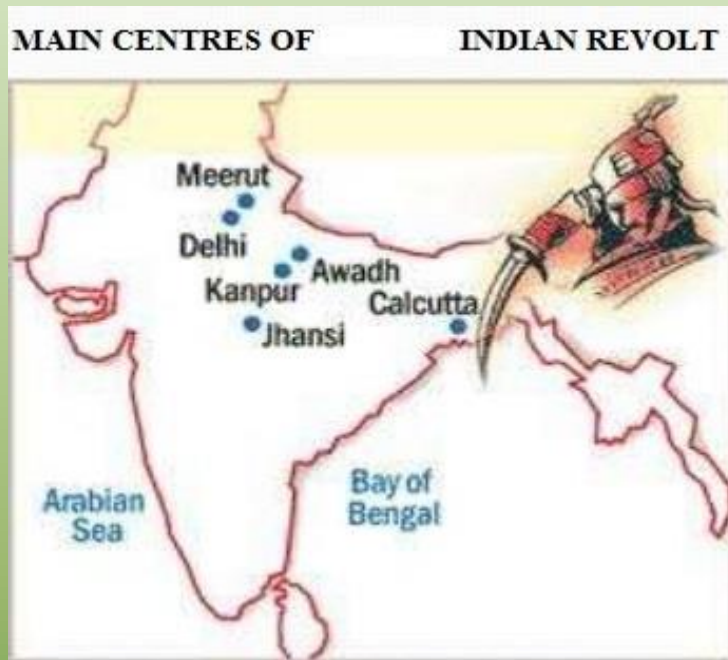 MAIN CENTRES OF INDIAN REVOLT
Meerut
Delhi
Awadh
Kanpur
Calcutta
Jhansi
Arabian
Sea
Bay of
Bengal